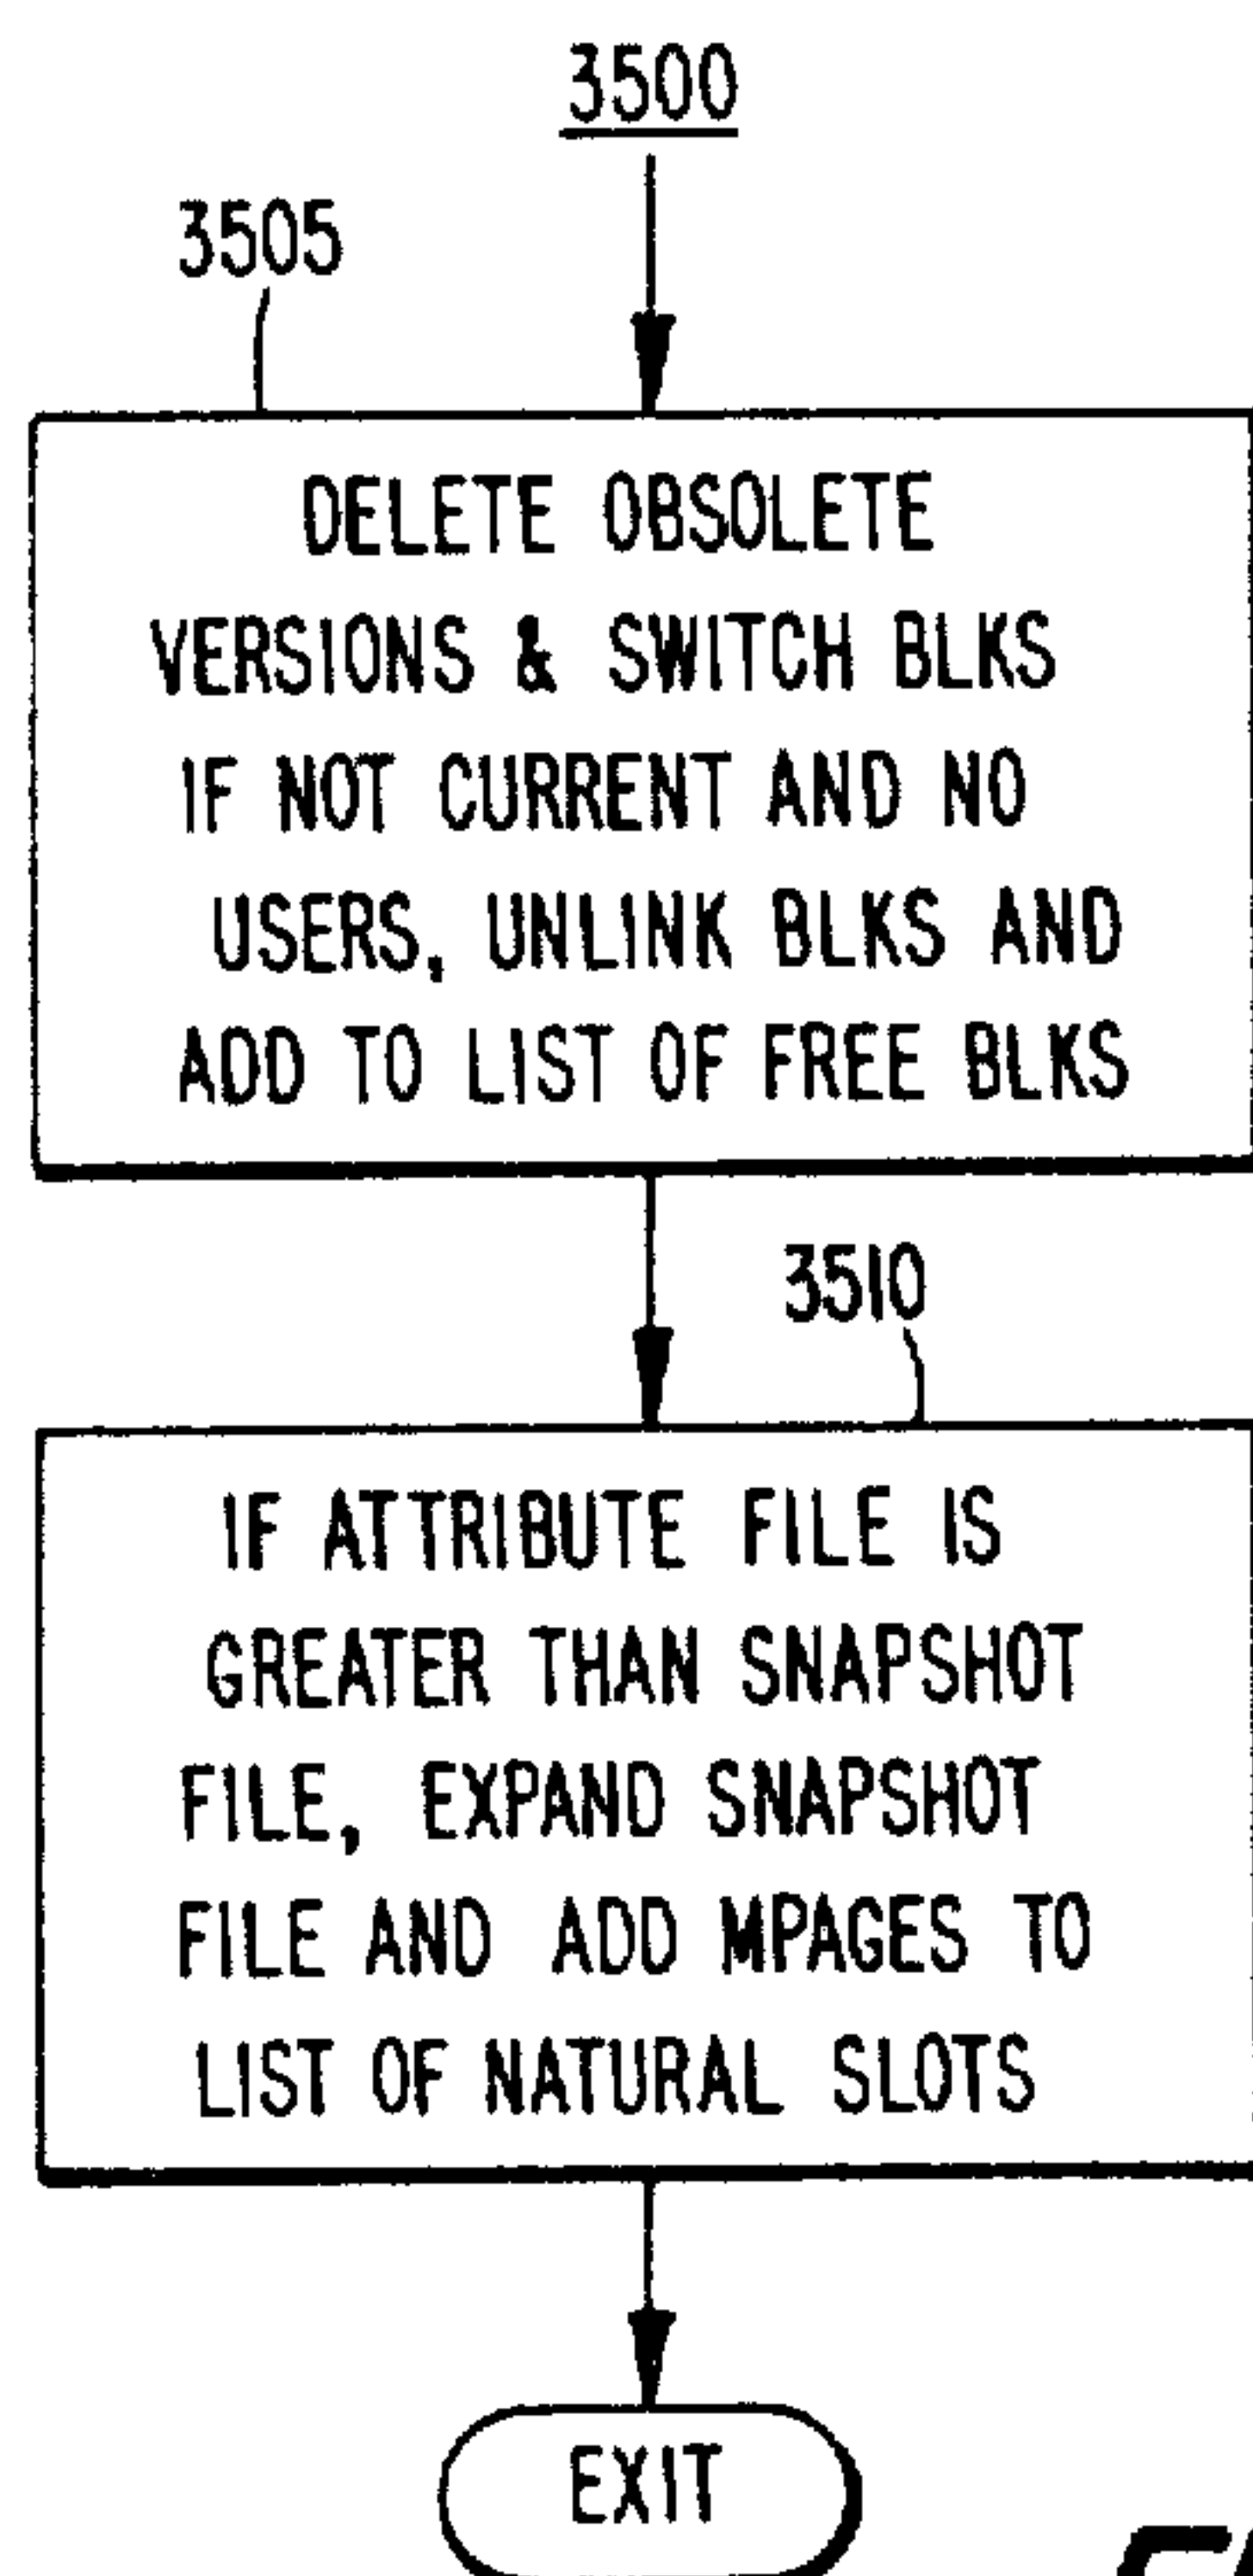 3500
3505
DELETE OBSOLETE
VERSIONS & SWITCH BLKS
IF NOT CURRENT AND NO
USERS, UNLINK BLKS AND
ADD TO LIST OF FREE BLKS
3510
IF ATTRIBUTE FILE IS
GREATER THAN SNAPSHOT
FILE, EXPAND SNAPSHOT
FILE AND ADD MPAGES TO
LIST OF NATURAL SLOTS
EXIT